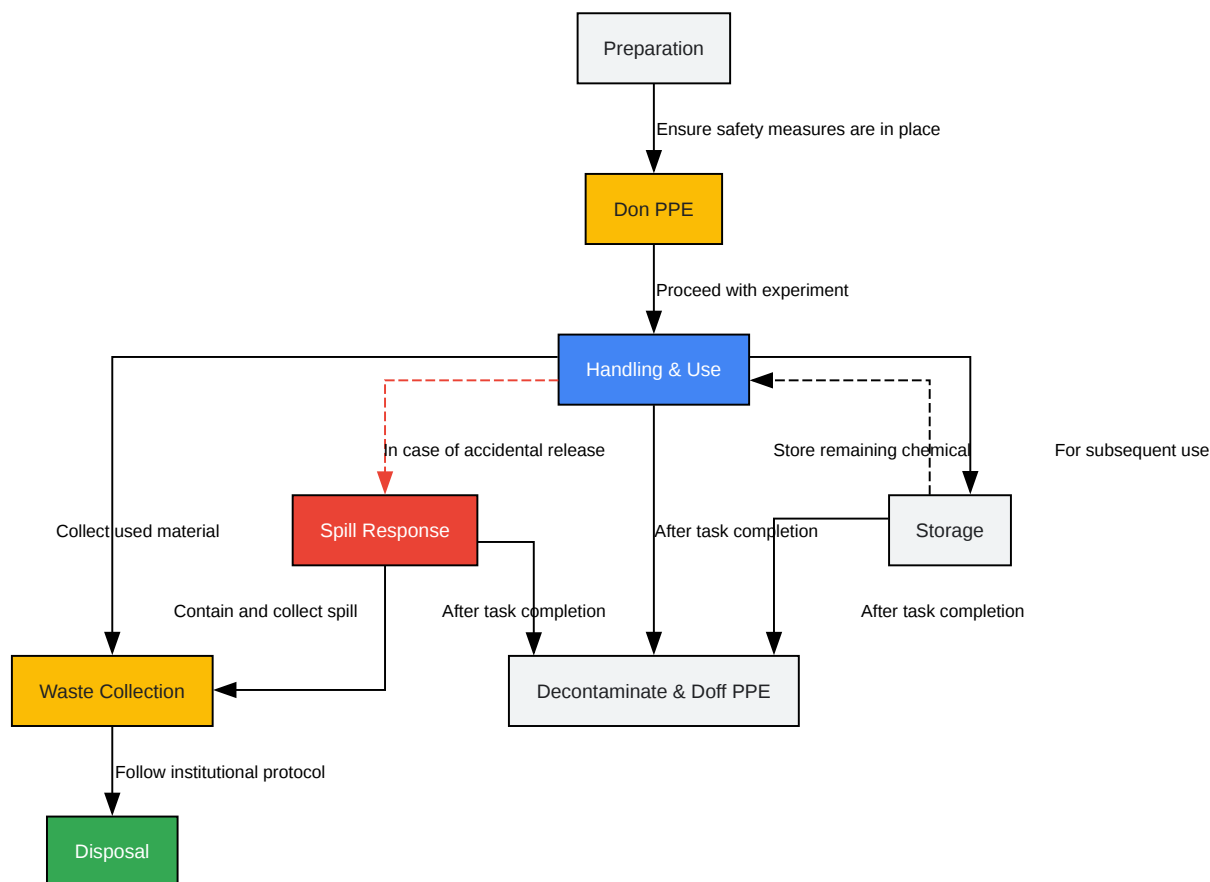 Preparation
Ensure safety measures are in place
Don PPE
Proceed with experiment
Handling & Use
In case of accidental release
Store remaining chemical
For subsequent use
Collect used material
Spill Response
After task completion
Storage
Contain and collect spill
After task completion
After task completion
Waste Collection
Decontaminate & Doff PPE
Follow institutional protocol
Disposal